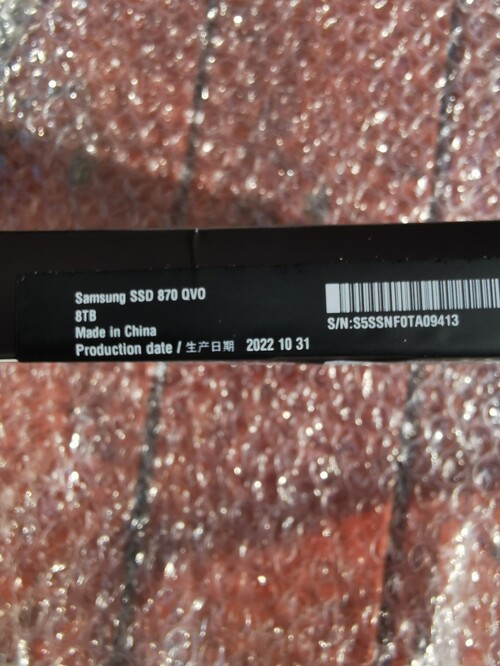 Samsung SSD 870 QVO
8TB
Made in China
Production date / 生产日期 2022 10 31
S/N:S5SSNF0TA09413